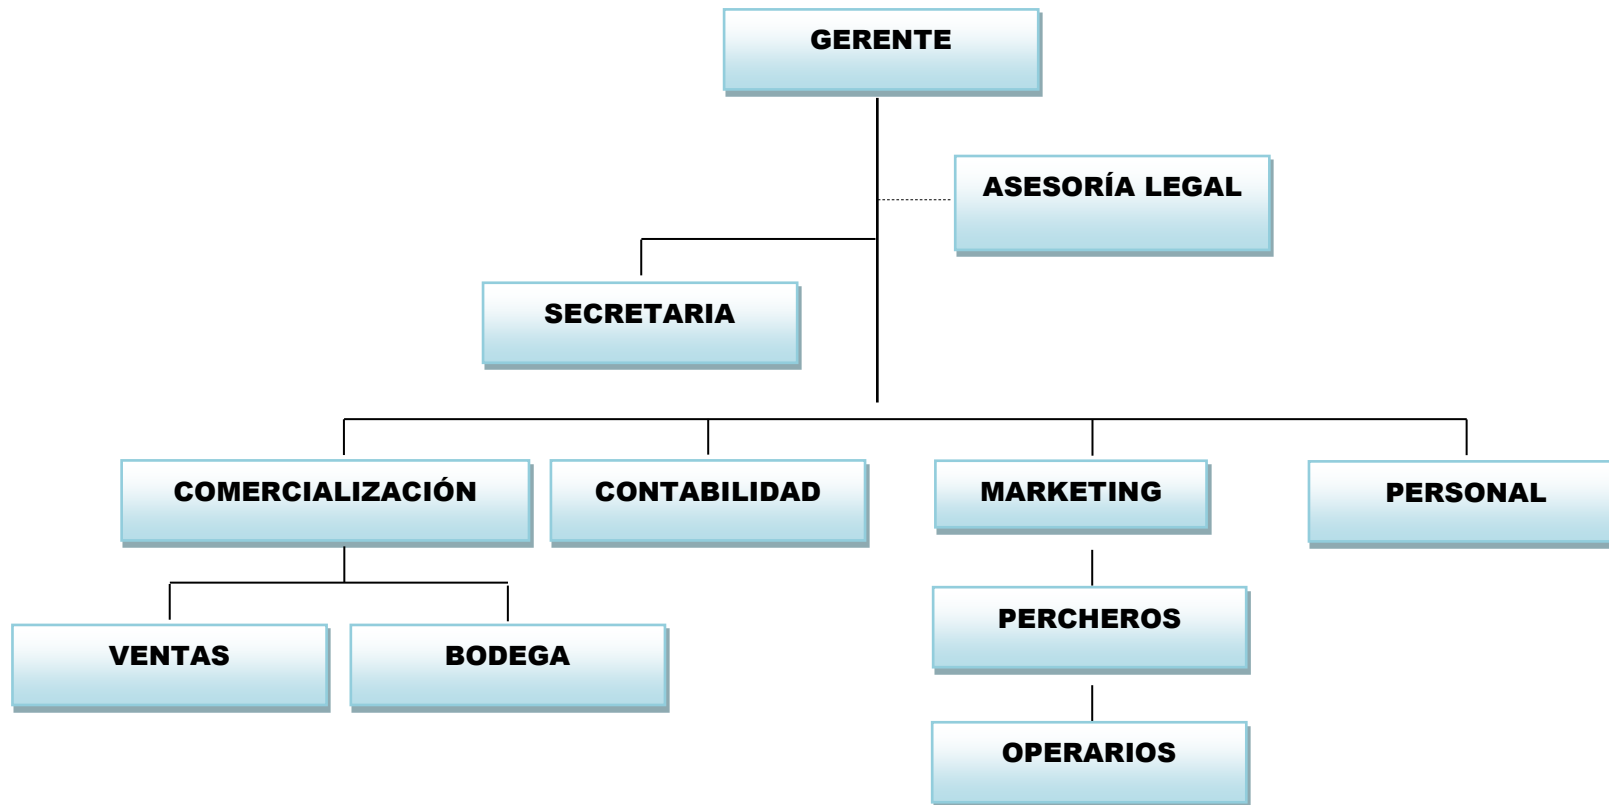 GERENTE
ASESORÍA LEGAL
SECRETARIA
COMERCIALIZACIÓN
CONTABILIDAD
MARKETING
PERSONAL
PERCHEROS
VENTAS
BODEGA
OPERARIOS